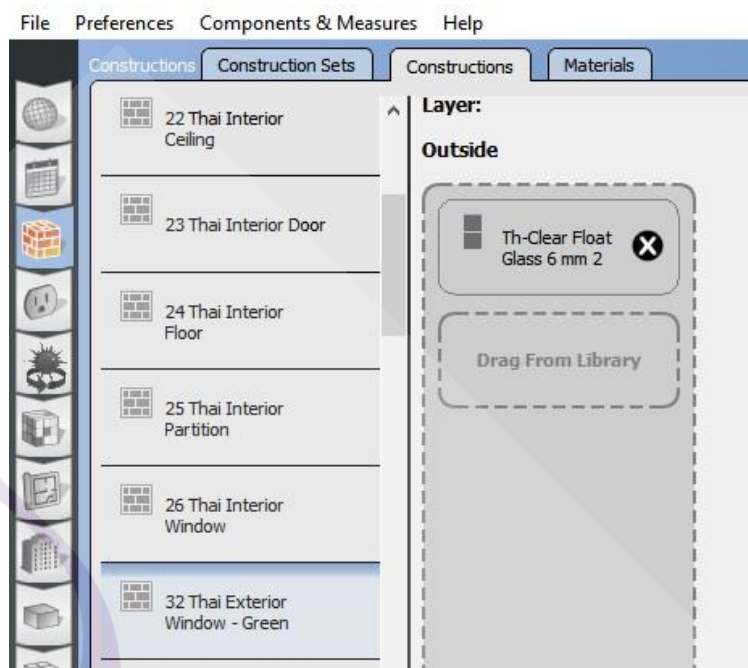 File Preferences Components & Measures Help
Constructions Construction Sets Constructions Materials
22 Thai Interior
Ceiling
23 Thai Interior Door
24 Thai Interior
Floor
25 Thai Interior
Partition
26 Thai Interior
Window
32 Thai Exterior
Window - Green
Layer:
Outside
Th-Clear Float
Glass 6 mm 2
Drag From Library